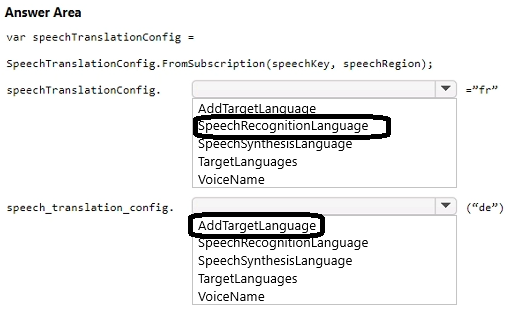 Answer Area
var speechTranslationConfig =
SpeechTranslationConfig.FromSubscription(speechKey, speechRegion);
speechTranslationConfig. =”fr”
AddTargetLanguage
SpeechRecognitionLanguage
SpeechSynthesisLanguage
TargetLanguages
VoiceName
speech_translation_config. (“de”)
AddTargetLanguage
SpeechRecognitionLanguage
SpeechSynthesisLanguage
TargetLanguages
VoiceName